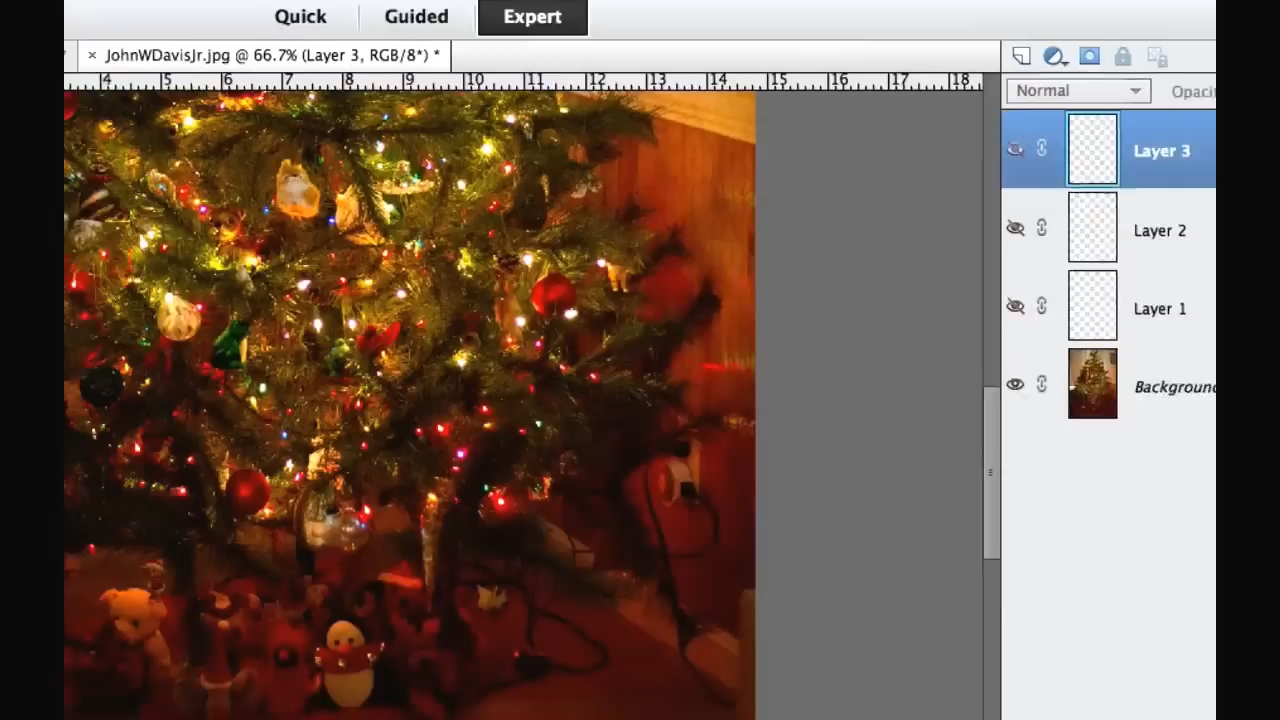 Quick Guided Expert
× JohnWDavisJr.jpg @ 66.7% (Layer 3, RGB/8*) *
4 5 6 7 8 9 10 11 12 13 14 15 16 17 18
Normal Opaci
Layer 3
Layer 2
Layer 1
Background